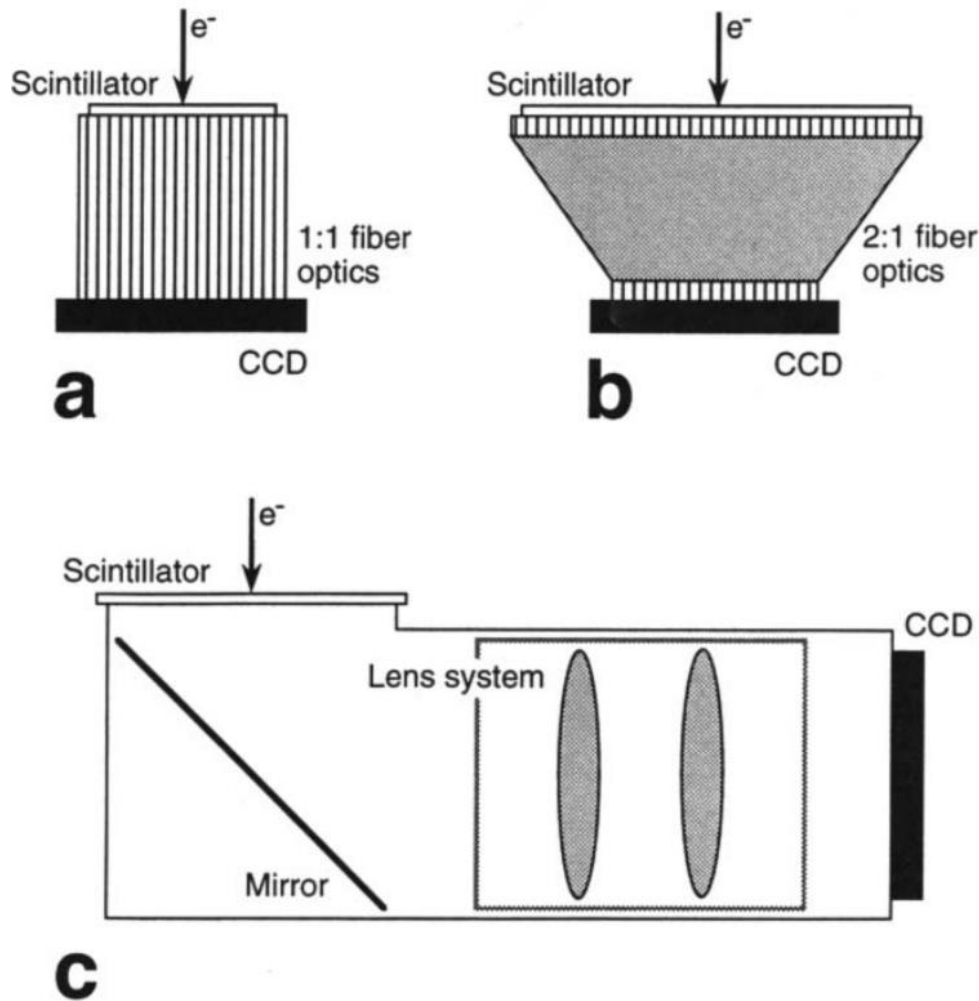 e-
Scintillator
1:1 fiber
optics
CCD
a
e-
Scintillator
2:1 fiber
optics
CCD
b
e-
Scintillator
CCD
Lens system
Mirror
c